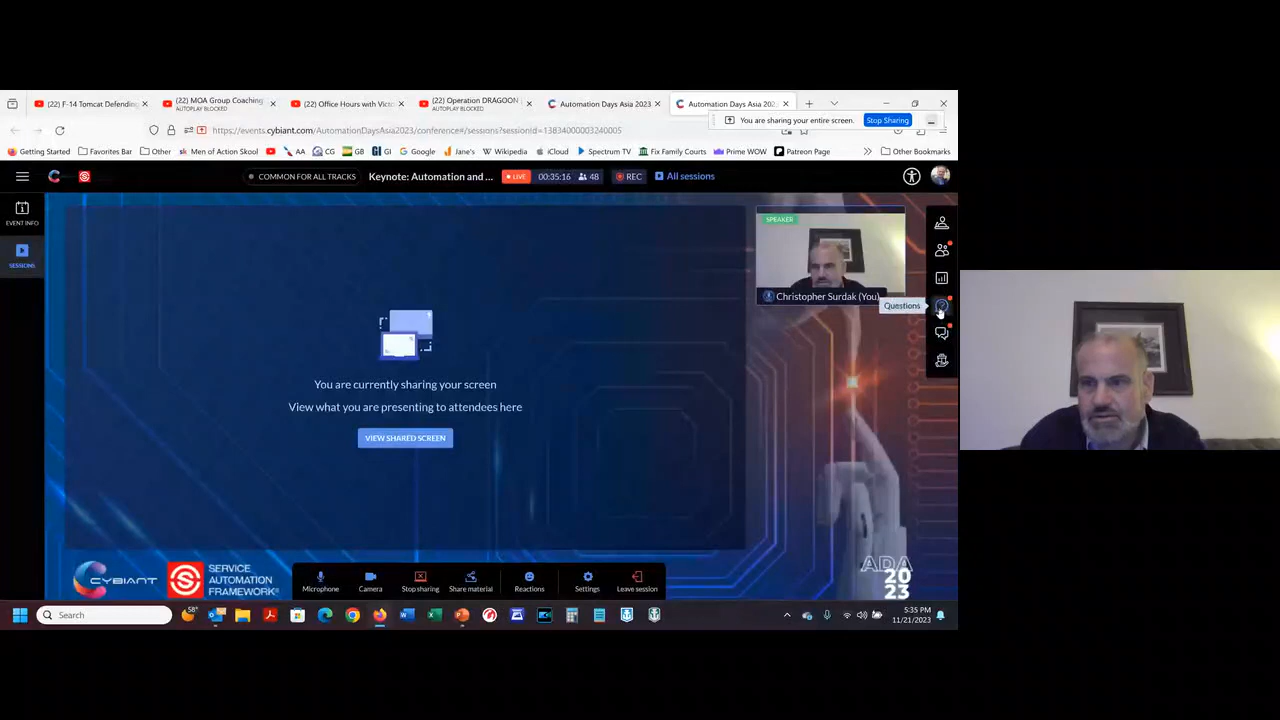 (22) F-14 Tomcat Defending
(22) MOA Group Coaching
AUTOPLAY BLOCKED
(22) Office Hours with Victo
(22) Operation DRAGOON
AUTOPLAY BLOCKED
Automation Days Asia 2023
Automation Days Asia 202
You are sharing your entire screen.
Stop Sharing
https://events.cybiant.com/AutomationDaysAsia2023/conference#/sessions?sessionId=13834000003240005
Getting Started
Favorites Bar
Other
Men of Action Skool
AA
CG
GB
GI
Google
Jane's
Wikipedia
iCloud
Spectrum TV
Fix Family Courts
Prime WOW
Patreon Page
Other Bookmarks
COMMON FOR ALL TRACKS
Keynote: Automation and ...
LIVE
00:35:16
48
REC
All sessions
EVENT INFO
SESSIONS
SPEAKER
Christopher Surdak (You)
Questions
You are currently sharing your screen
View what you are presenting to attendees here
VIEW SHARED SCREEN
CYBIANT
SERVICE
AUTOMATION
FRAMEWORK®
Microphone
Camera
Stop sharing
Share material
Reactions
Settings
Leave session
ADA
20
23
Search
58°
5:35 PM
11/21/2023